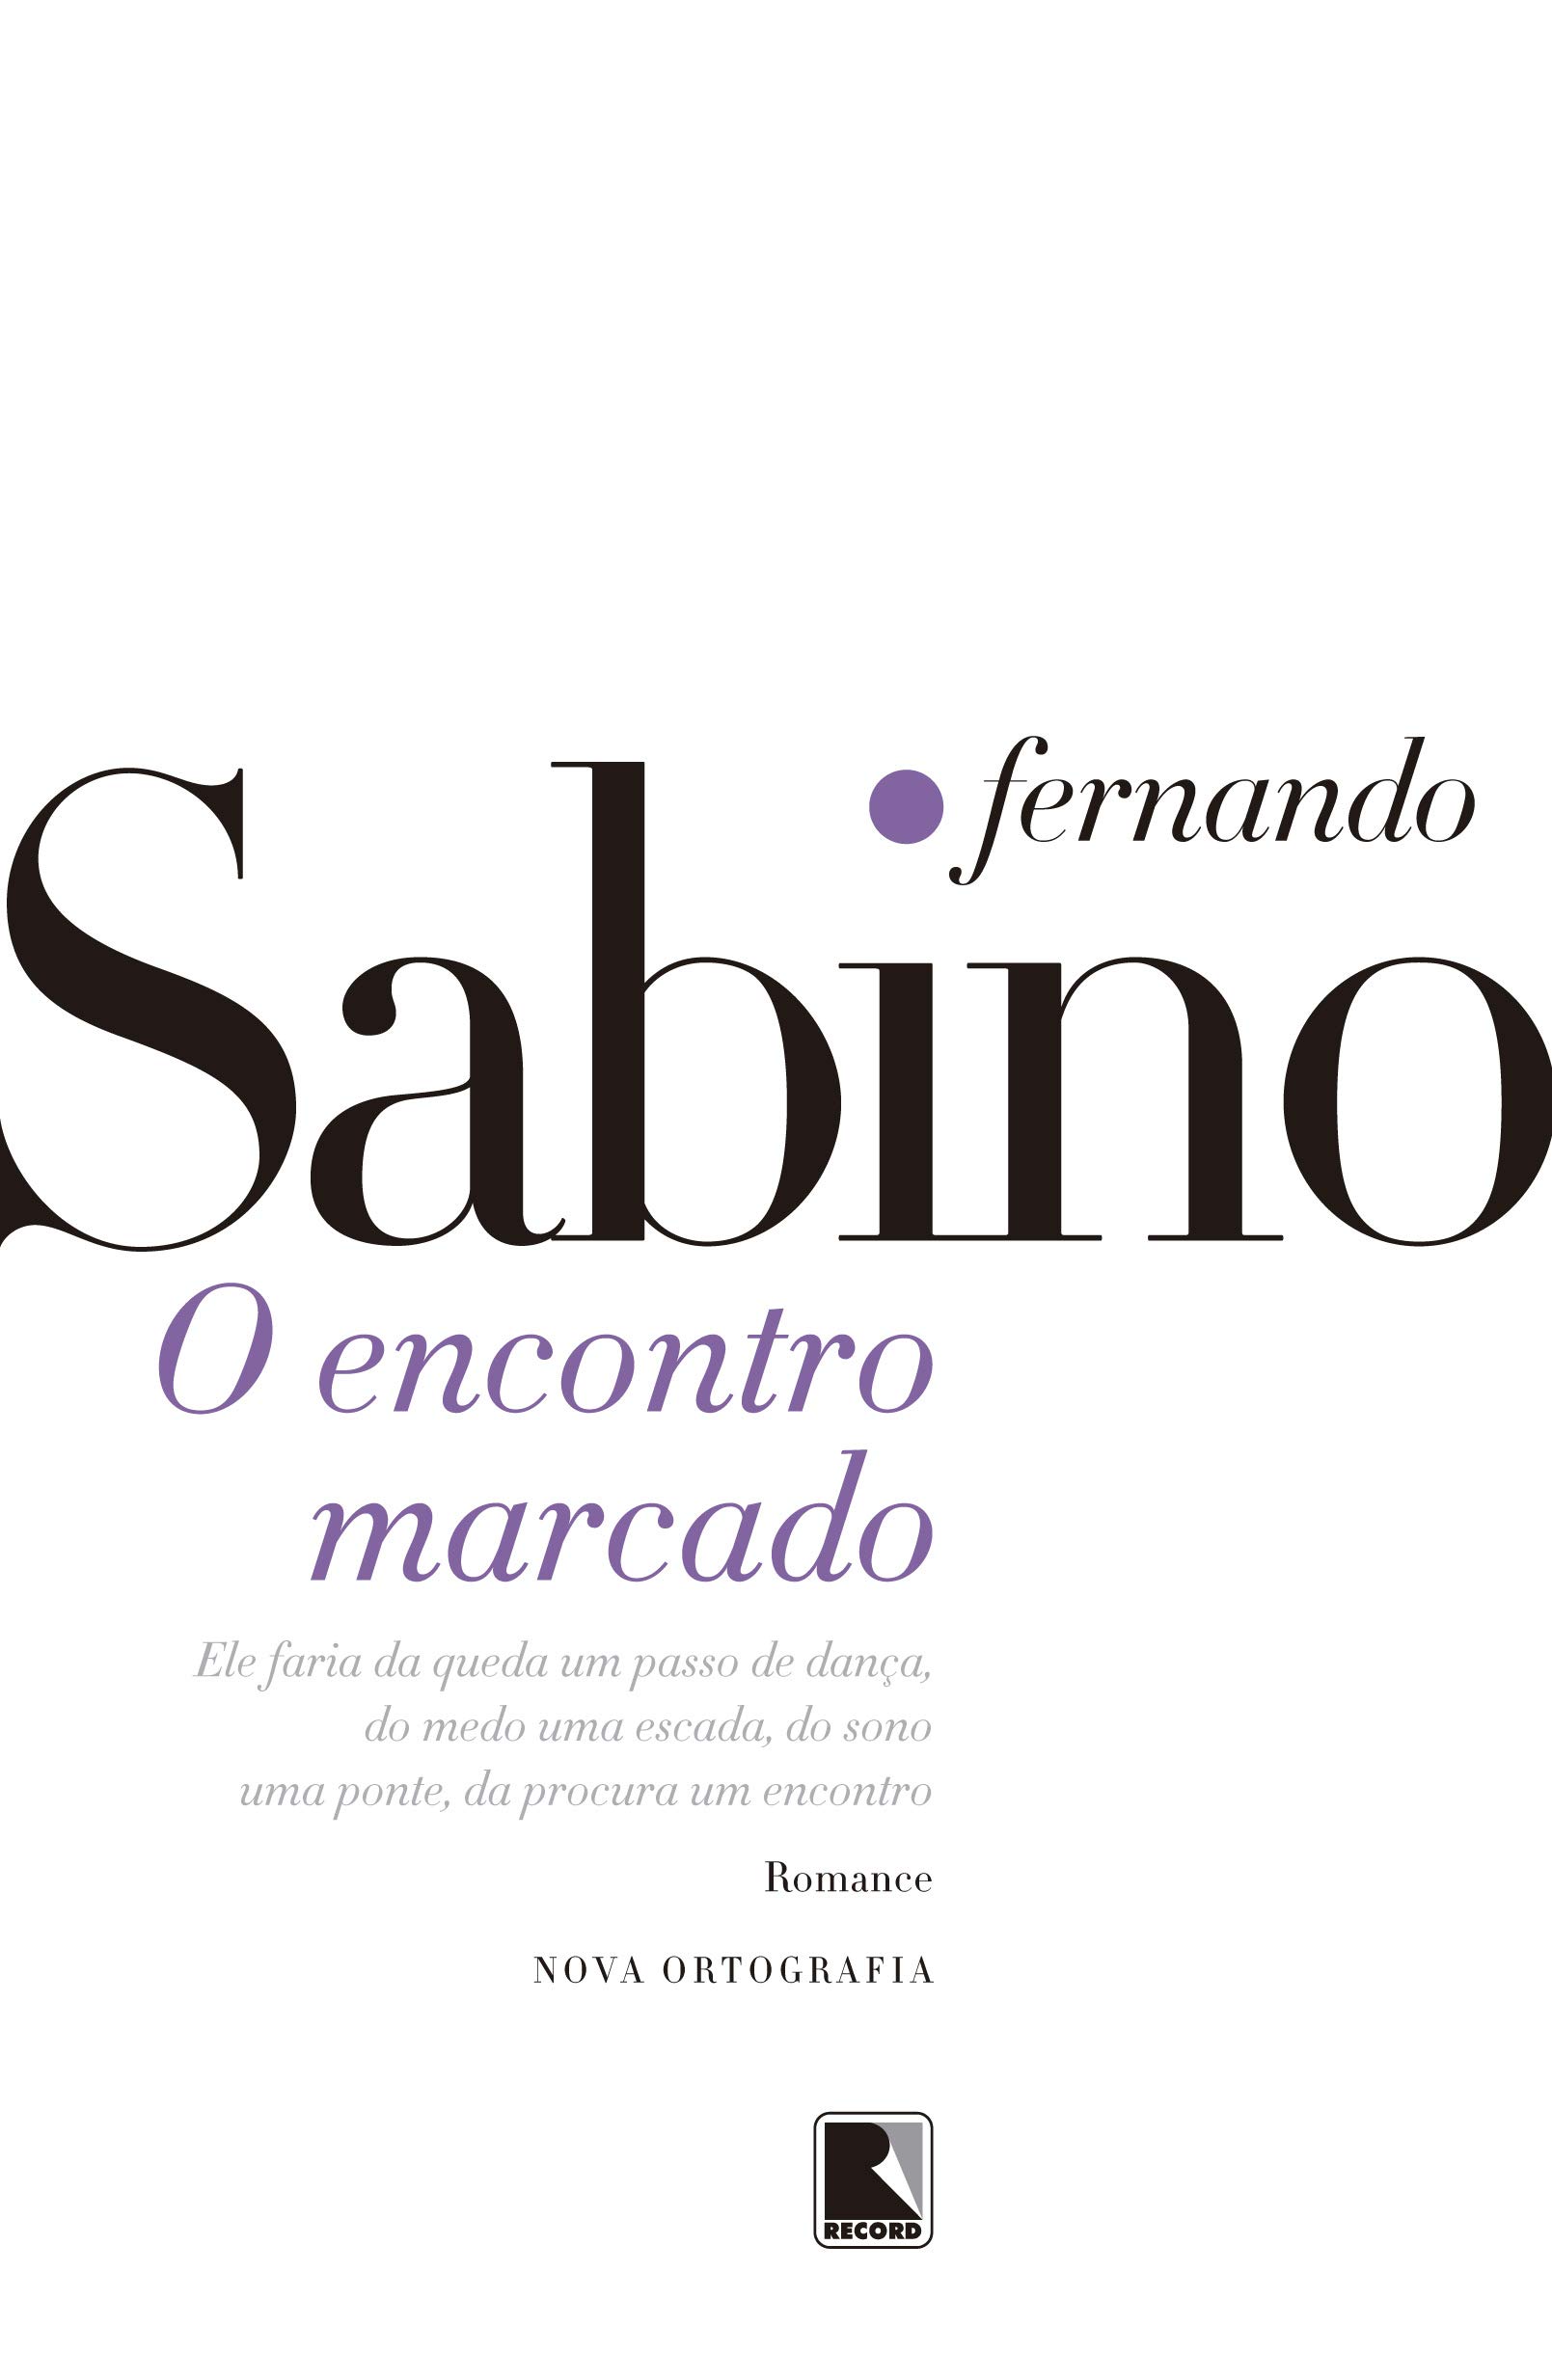 fernando
Sabino
O encontro
marcado
Ele faria da queda um passo de dança,
do medo uma escada, do sono
uma ponte, da procura um encontro
Romance
NOVA ORTOGRAFIA
RECORD